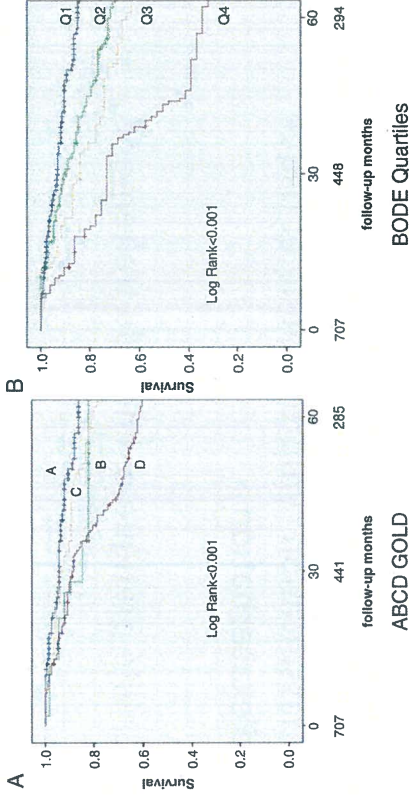 A
Survival
1.0
0.8
0.6
0.4
0.2
0.0
A
C
B
D
Log Rank<0.001
0 30 60
707 441 285
follow-up months
ABCD GOLD
B
Survival
1.0
0.8
0.6
0.4
0.2
0.0
Q1
Q2
Q3
Q4
Log Rank<0.001
0 30 60
707 448 294
follow-up months
BODE Quartiles